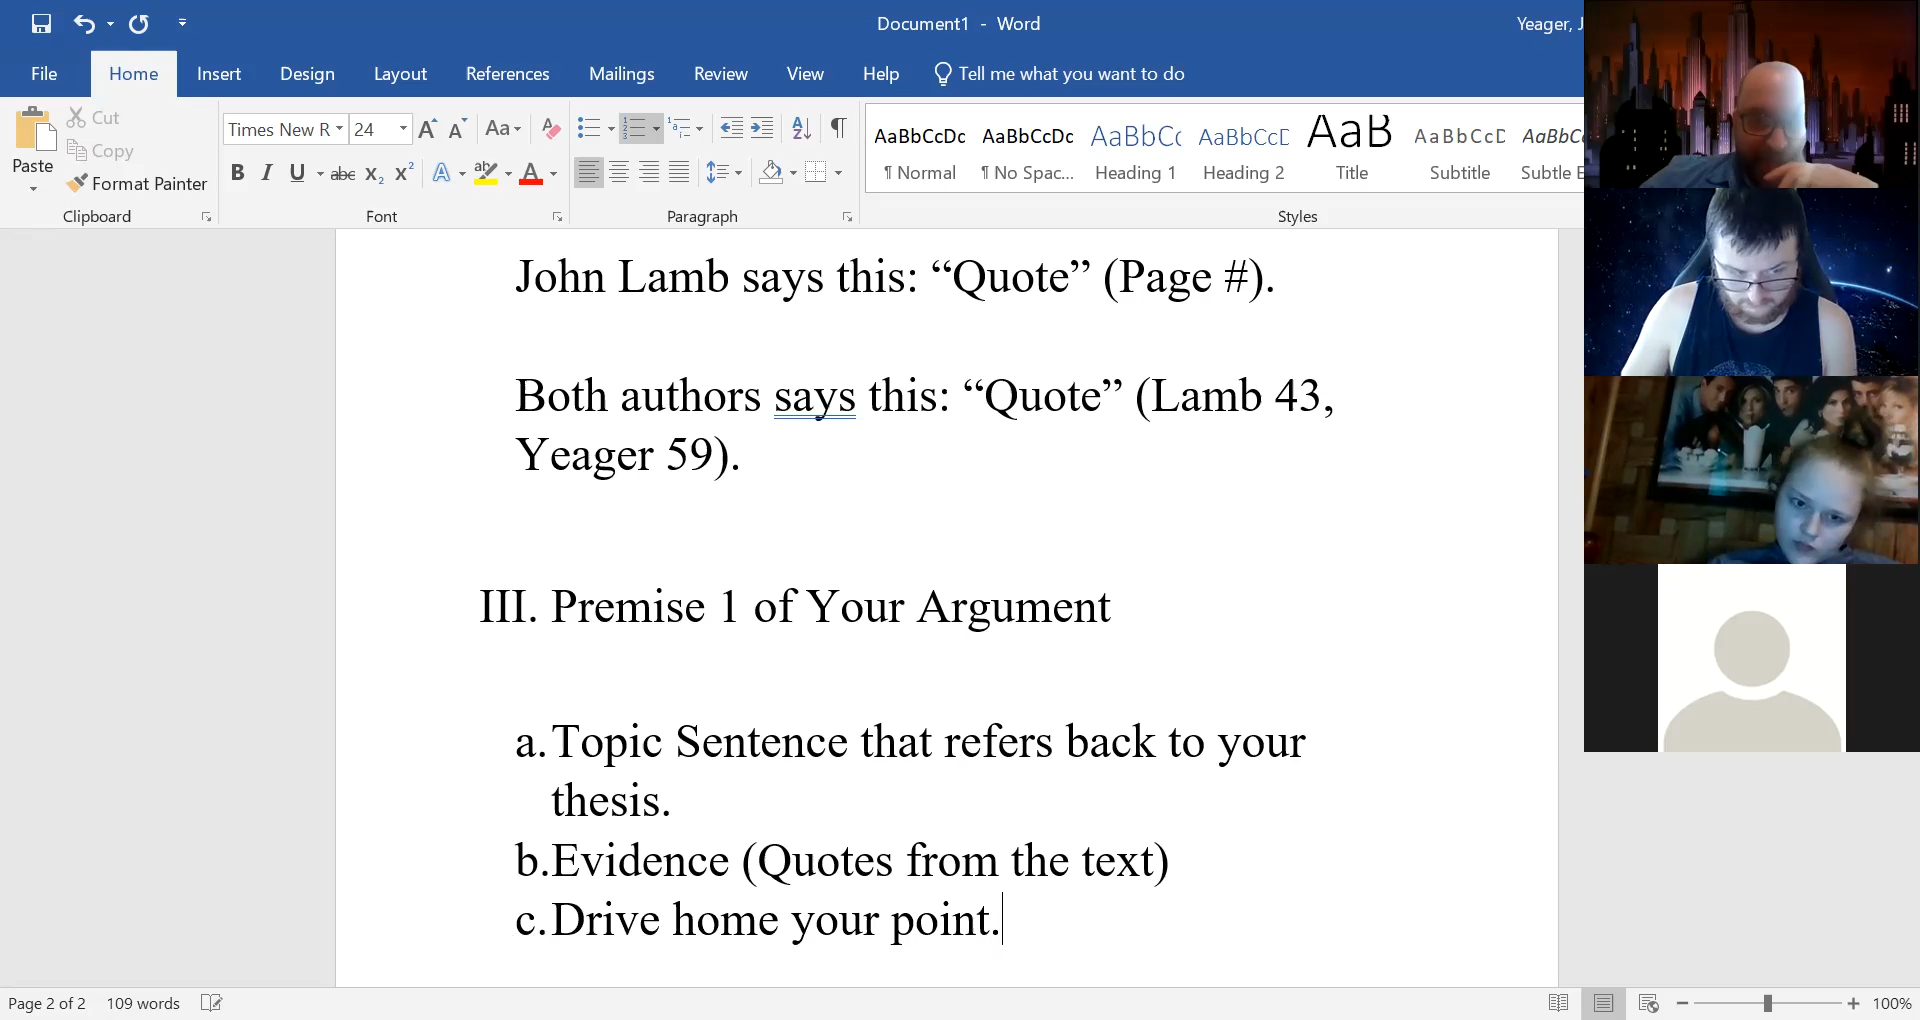 Document1 - Word
Yeager, J
File Home Insert Design Layout References Mailings Review View Help Tell me what you want to do
Paste
Cut
Copy
Format Painter
Clipboard
Times New R 24
Font
Paragraph
AaBbCcDc AaBbCcDc AaBbCc AaBbCcD AaB AaBbCcD AaBbCc
¶ Normal ¶ No Spac... Heading 1 Heading 2 Title Subtitle Subtle E
Styles
John Lamb says this: “Quote” (Page #).
Both authors says this: “Quote” (Lamb 43,
Yeager 59).
III. Premise 1 of Your Argument
a. Topic Sentence that refers back to your
thesis.
b. Evidence (Quotes from the text)
c. Drive home your point.
Page 2 of 2 109 words
100%